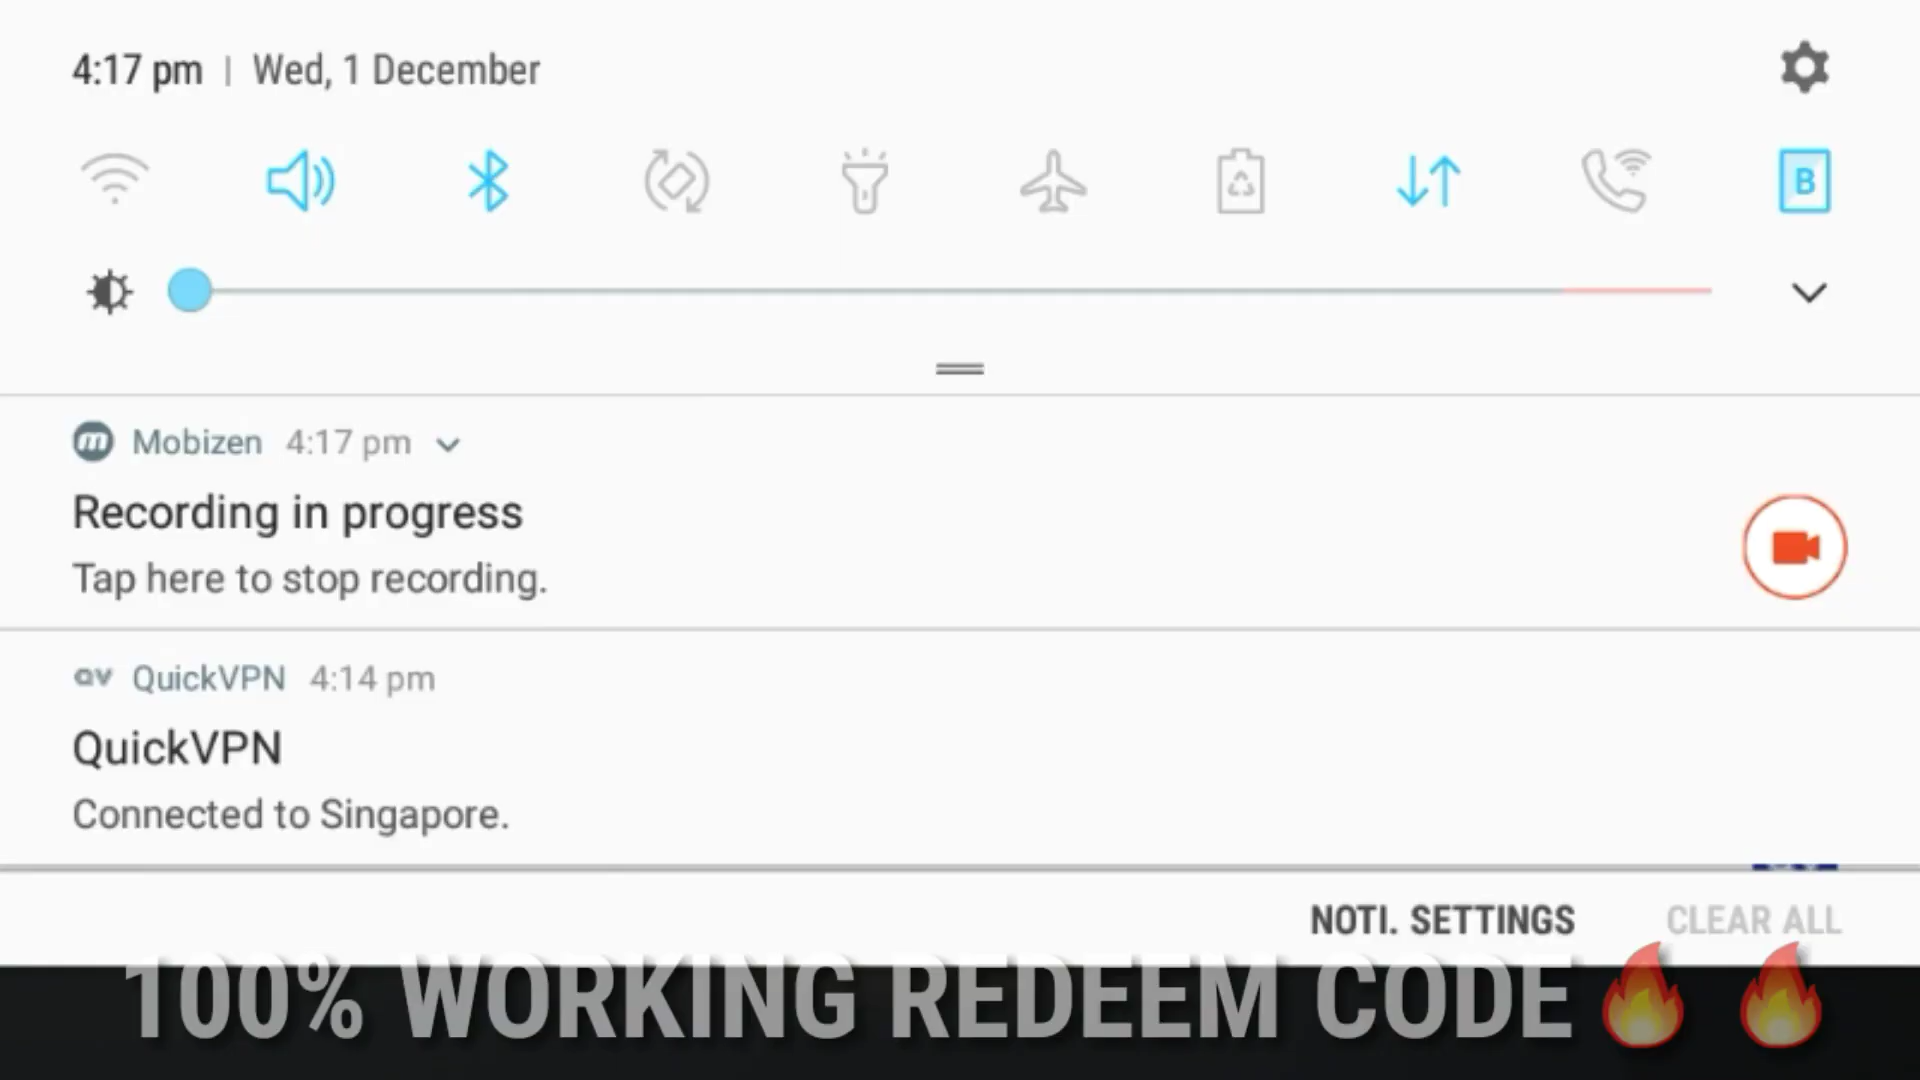 4:17 pm | Wed, 1 December
B
Mobizen 4:17 pm
Recording in progress
Tap here to stop recording.
QuickVPN 4:14 pm
QuickVPN
Connected to Singapore.
NOTI. SETTINGS CLEAR ALL
100% WORKING REDEEM CODE🔥 🔥